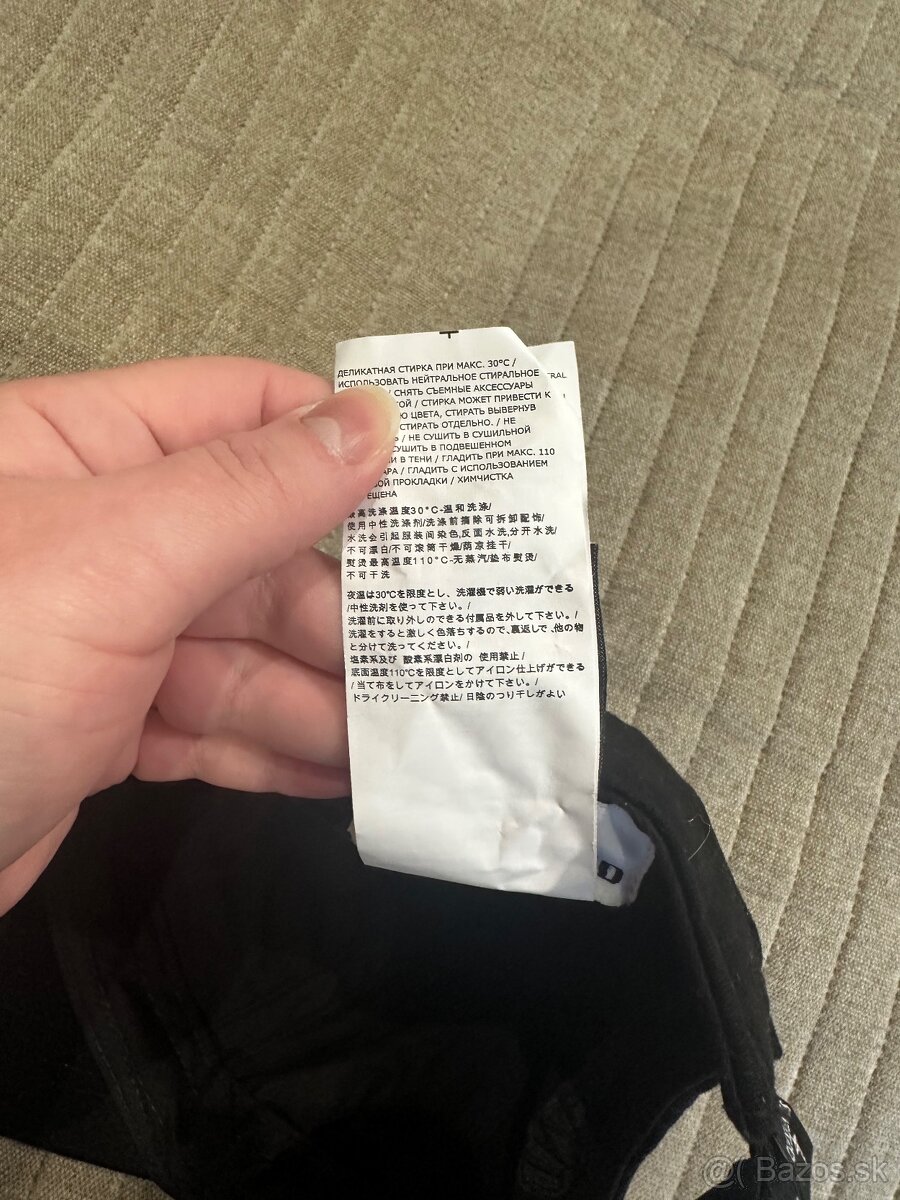 ДЕЛИКАТНАЯ СТИРКА ПРИ МАКС. 30°C /
ИСПОЛЬЗОВАТЬ НЕЙТРАЛЬНОЕ СТИРАЛЬНОЕ
/ СНЯТЬ СЪЕМНЫЕ АКСЕССУАРЫ
/ СТИРКА МОЖЕТ ПРИВЕСТИ К
ЦВЕТА, СТИРАТЬ ВЫВЕРНУВ
СТИРАТЬ ОТДЕЛЬНО. / НЕ
/ НЕ СУШИТЬ В СУШИЛЬНОЙ
СУШИТЬ В ПОДВЕШЕННОМ
В ТЕНИ / ГЛАДИТЬ ПРИ МАКС. 110
/ ГЛАДИТЬ С ИСПОЛЬЗОВАНИЕМ
ПРОКЛАДКИ / ХИМЧИСТКА
高洗涤温度30°C-温和洗涤/
使用中性洗涤剂/洗涤前摘除可拆卸配饰/
水洗会引起服装间染色,反面水洗,分开水洗/
不可漂白/不可滚筒干燥/荫凉挂干/
熨烫最高温度110°C-无蒸汽/垫布熨烫/
不可干洗
夜温は30℃を限度とし、洗濯機で弱い洗濯ができる
/中性洗剤を使って下さい。/
洗濯前に取り外しのできる付属品を外して下さい。/
洗濯をすると激しく色落ちするので、裏返しで、他の物
と分けて洗ってください。/
塩素系及び 酸素系漂白剤の 使用禁止/
底面温度110℃を限度としてアイロン仕上げができる
/当て布をしてアイロンをかけて下さい。/
ドライクリーニング禁止/日陰のつり干しがよい
Bazos.sk